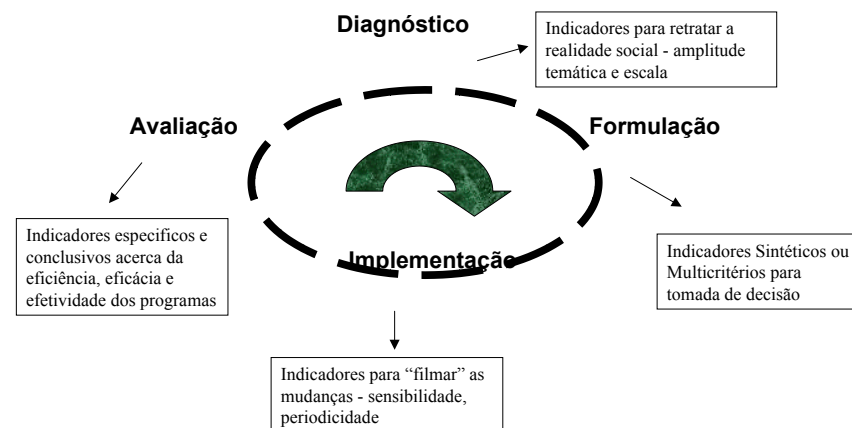 Diagnóstico
Indicadores para retratar a
realidade social - amplitude
temática e escala
Avaliação
Formulação
Indicadores especificos e
conclusivos acerca da
eficiência, eficácia e
efetividade dos programas
Implementação
Indicadores Sintéticos ou
Multicritérios para
tomada de decisão
Indicadores para “filmar” as
mudanças - sensibilidade,
periodicidade